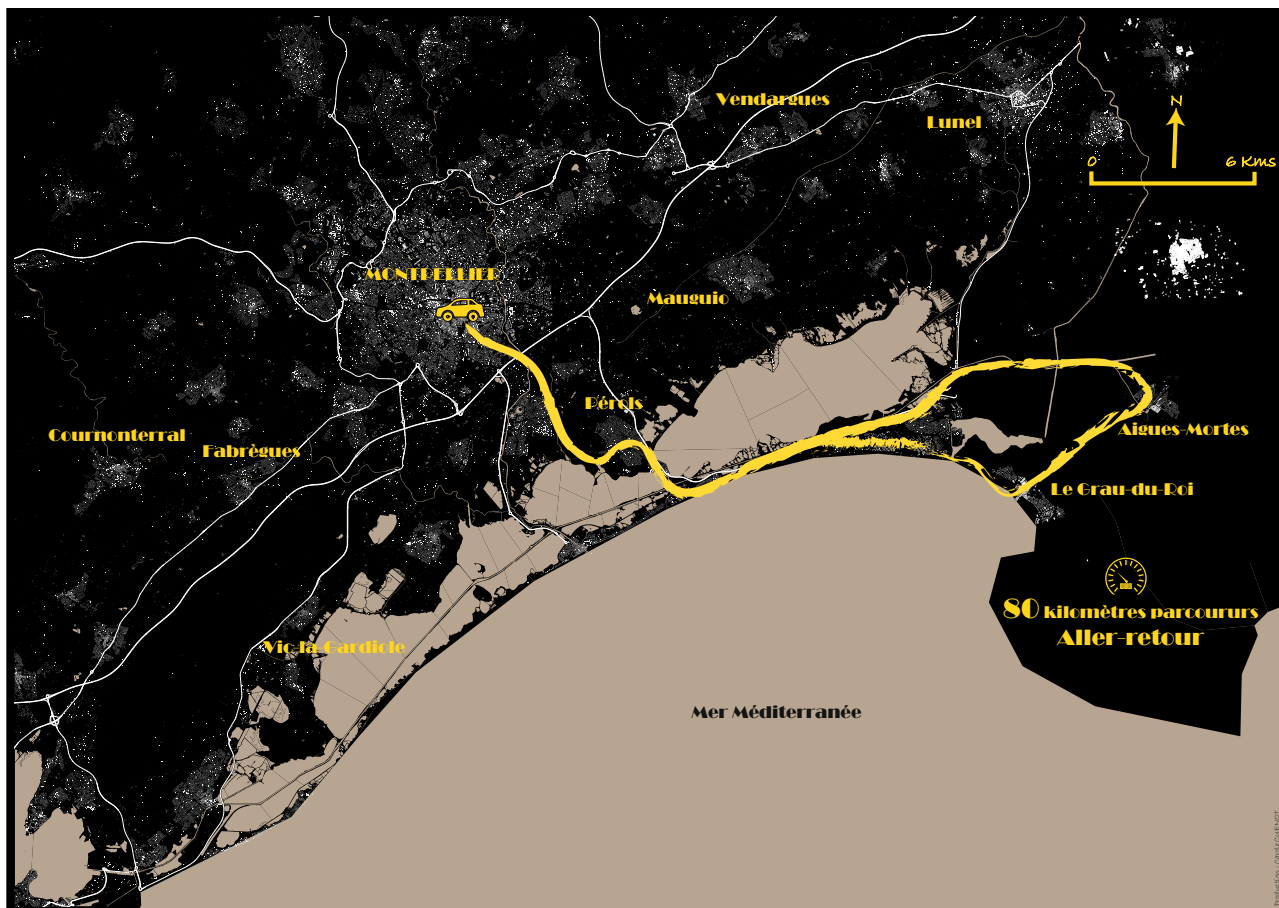 Vendargues
Lunel
N
0
6 Kms
MONTPELLIER
Mauguio
Pérols
Cournonterral
Fabrègues
Aigues-Mortes
Le Grau-du-Roi
80 kilomètres parcoururs
Aller-retour
Vic-la-Gardiole
Mer Méditerranée